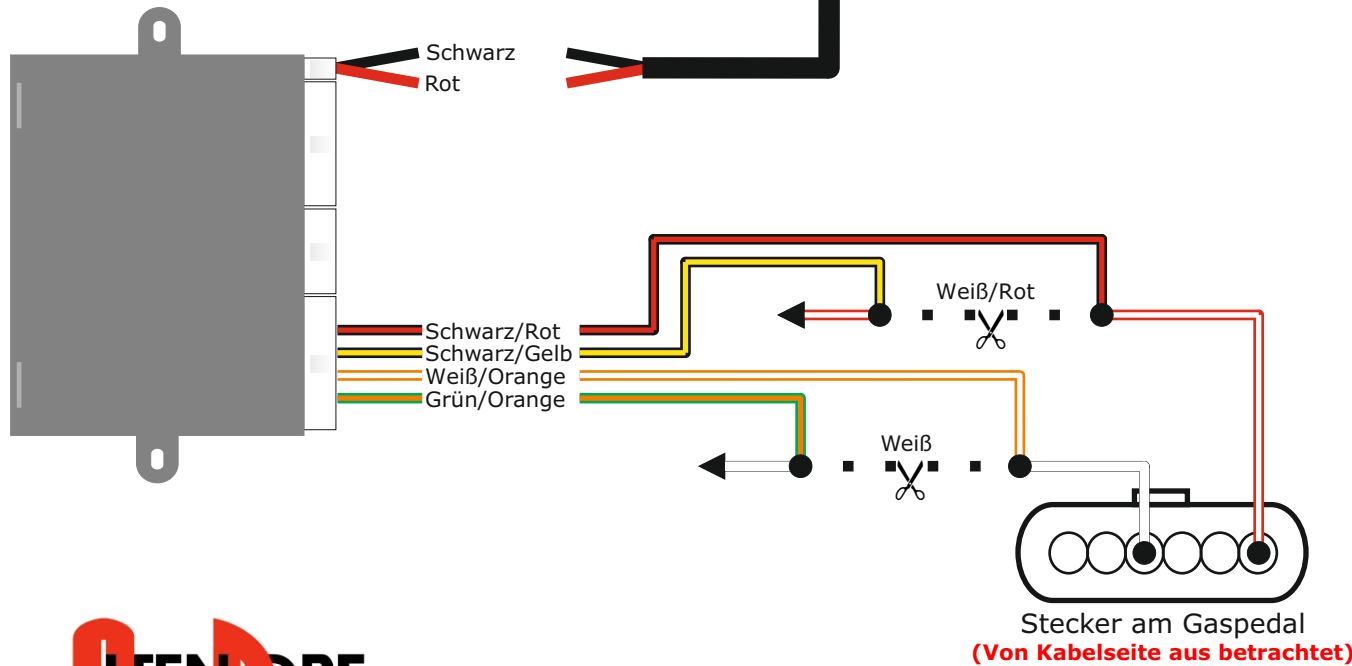 Schwarz
Rot
Weiß/Rot
Schwarz/Rot
Schwarz/Gelb
Weiß/Orange
Grün/Orange
Weiß
Stecker am Gaspedal
(Von Kabelseite aus betrachtet)